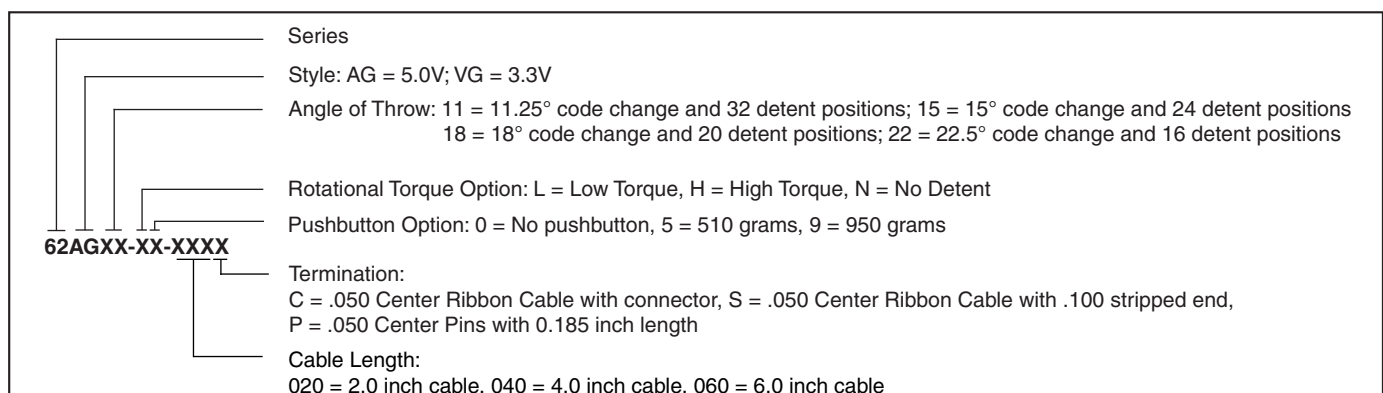 Series
Style: AG = 5.0V; VG = 3.3V
Angle of Throw: 11 = 11.25° code change and 32 detent positions; 15 = 15° code change and 24 detent positions
18 = 18° code change and 20 detent positions; 22 = 22.5° code change and 16 detent positions
Rotational Torque Option: L = Low Torque, H = High Torque, N = No Detent
Pushbutton Option: 0 = No pushbutton, 5 = 510 grams, 9 = 950 grams
62AGXX-XX-XXXX
Termination:
C = .050 Center Ribbon Cable with connector, S = .050 Center Ribbon Cable with .100 stripped end,
P = .050 Center Pins with 0.185 inch length
Cable Length:
020 = 2.0 inch cable, 040 = 4.0 inch cable, 060 = 6.0 inch cable